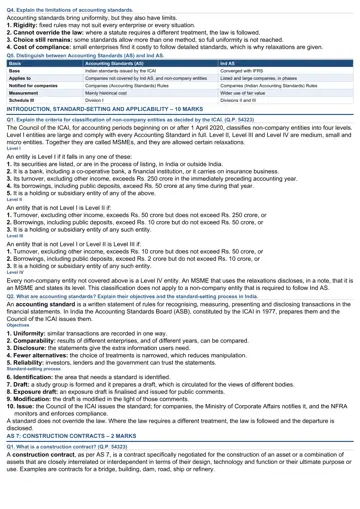 Q4. Explain the limitations of accounting standards.
Accounting standards bring uniformity, but they also have limits.
1. Rigidity: fixed rules may not suit every enterprise or every situation.
2. Cannot override the law: where a statute requires a different treatment, the law is followed.
3. Choice still remains: some standards allow more than one method, so full uniformity is not reached.
4. Cost of compliance: small enterprises find it costly to follow detailed standards, which is why relaxations are given.
Q5. Distinguish between Accounting Standards (AS) and Ind AS.
Basis Accounting Standards (AS) Ind AS
Base Indian standards issued by the ICAI Converged with IFRS
Applies to Companies not covered by Ind AS, and non-company entities Listed and large companies, in phases
Notified for companies Companies (Accounting Standards) Rules Companies (Indian Accounting Standards) Rules
Measurement Mainly historical cost Wider use of fair value
Schedule III Division I Divisions II and III
INTRODUCTION, STANDARD-SETTING AND APPLICABILITY – 10 MARKS
Q1. Explain the criteria for classification of non-company entities as decided by the ICAI. (Q.P. 54323)
The Council of the ICAI, for accounting periods beginning on or after 1 April 2020, classifies non-company entities into four levels.
Level I entities are large and comply with every Accounting Standard in full. Level II, Level III and Level IV are medium, small and
micro entities. Together they are called MSMEs, and they are allowed certain relaxations.
Level I
An entity is Level I if it falls in any one of these:
1. Its securities are listed, or are in the process of listing, in India or outside India.
2. It is a bank, including a co-operative bank, a financial institution, or it carries on insurance business.
3. Its turnover, excluding other income, exceeds Rs. 250 crore in the immediately preceding accounting year.
4. Its borrowings, including public deposits, exceed Rs. 50 crore at any time during that year.
5. It is a holding or subsidiary entity of any of the above.
Level II
An entity that is not Level I is Level II if:
1. Turnover, excluding other income, exceeds Rs. 50 crore but does not exceed Rs. 250 crore, or
2. Borrowings, including public deposits, exceed Rs. 10 crore but do not exceed Rs. 50 crore, or
3. It is a holding or subsidiary entity of any such entity.
Level III
An entity that is not Level I or Level II is Level III if:
1. Turnover, excluding other income, exceeds Rs. 10 crore but does not exceed Rs. 50 crore, or
2. Borrowings, including public deposits, exceed Rs. 2 crore but do not exceed Rs. 10 crore, or
3. It is a holding or subsidiary entity of any such entity.
Level IV
Every non-company entity not covered above is a Level IV entity. An MSME that uses the relaxations discloses, in a note, that it is
an MSME and states its level. This classification does not apply to a non-company entity that is required to follow Ind AS.
Q2. What are accounting standards? Explain their objectives and the standard-setting process in India.
An accounting standard is a written statement of rules for recognising, measuring, presenting and disclosing transactions in the
financial statements. In India the Accounting Standards Board (ASB), constituted by the ICAI in 1977, prepares them and the
Council of the ICAI issues them.
Objectives
1. Uniformity: similar transactions are recorded in one way.
2. Comparability: results of different enterprises, and of different years, can be compared.
3. Disclosure: the statements give the extra information users need.
4. Fewer alternatives: the choice of treatments is narrowed, which reduces manipulation.
5. Reliability: investors, lenders and the government can trust the statements.
Standard-setting process
6. Identification: the area that needs a standard is identified.
7. Draft: a study group is formed and it prepares a draft, which is circulated for the views of different bodies.
8. Exposure draft: an exposure draft is finalised and issued for public comments.
9. Modification: the draft is modified in the light of those comments.
10. Issue: the Council of the ICAI issues the standard; for companies, the Ministry of Corporate Affairs notifies it, and the NFRA
monitors and enforces compliance.
A standard does not override the law. Where the law requires a different treatment, the law is followed and the departure is
disclosed.
AS 7: CONSTRUCTION CONTRACTS – 2 MARKS
Q1. What is a construction contract? (Q.P. 54323)
A construction contract, as per AS 7, is a contract specifically negotiated for the construction of an asset or a combination of
assets that are closely interrelated or interdependent in terms of their design, technology and function or their ultimate purpose or
use. Examples are contracts for a bridge, building, dam, road, ship or refinery.